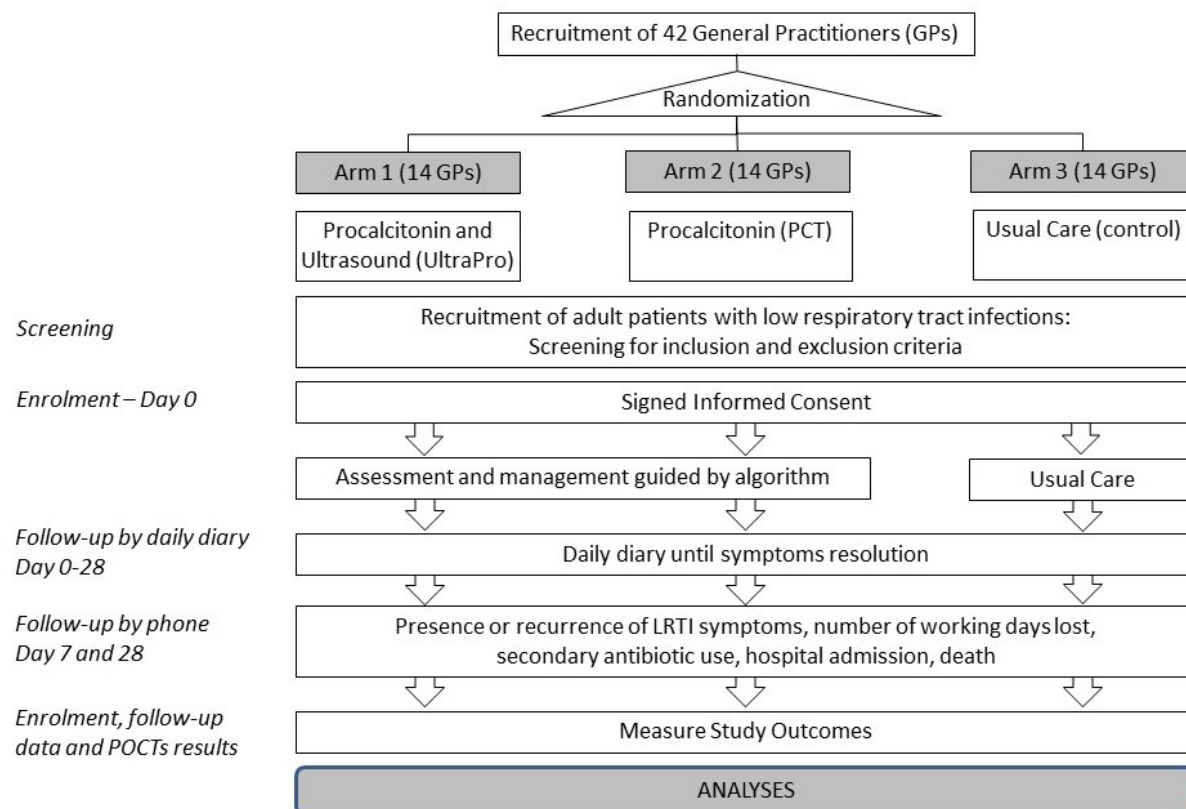 Recruitment of 42 General Practitioners (GPs)
Randomization
Arm 1 (14 GPs)
Arm 2 (14 GPs)
Arm 3 (14 GPs)
Procalcitonin and
Ultrasound (UltraPro)
Procalcitonin (PCT)
Usual Care (control)
Screening
Recruitment of adult patients with low respiratory tract infections:
Screening for inclusion and exclusion criteria
Enrolment – Day 0
Signed Informed Consent
Assessment and management guided by algorithm
Usual Care
Follow-up by daily diary
Day 0-28
Daily diary until symptoms resolution
Follow-up by phone
Day 7 and 28
Presence or recurrence of LRTI symptoms, number of working days lost,
secondary antibiotic use, hospital admission, death
Enrolment, follow-up
data and POCTs results
Measure Study Outcomes
ANALYSES